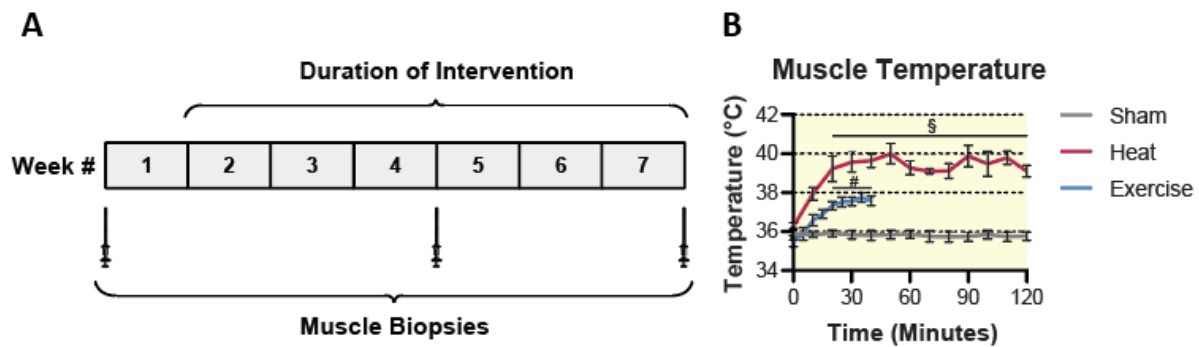 A
Duration of Intervention
Week # 1 2 3 4 5 6 7
Muscle Biopsies
B
Muscle Temperature
Temperature (°C)
42
40
38
36
34
§
#
0 30 60 90 120
Time (Minutes)
Sham
Heat
Exercise